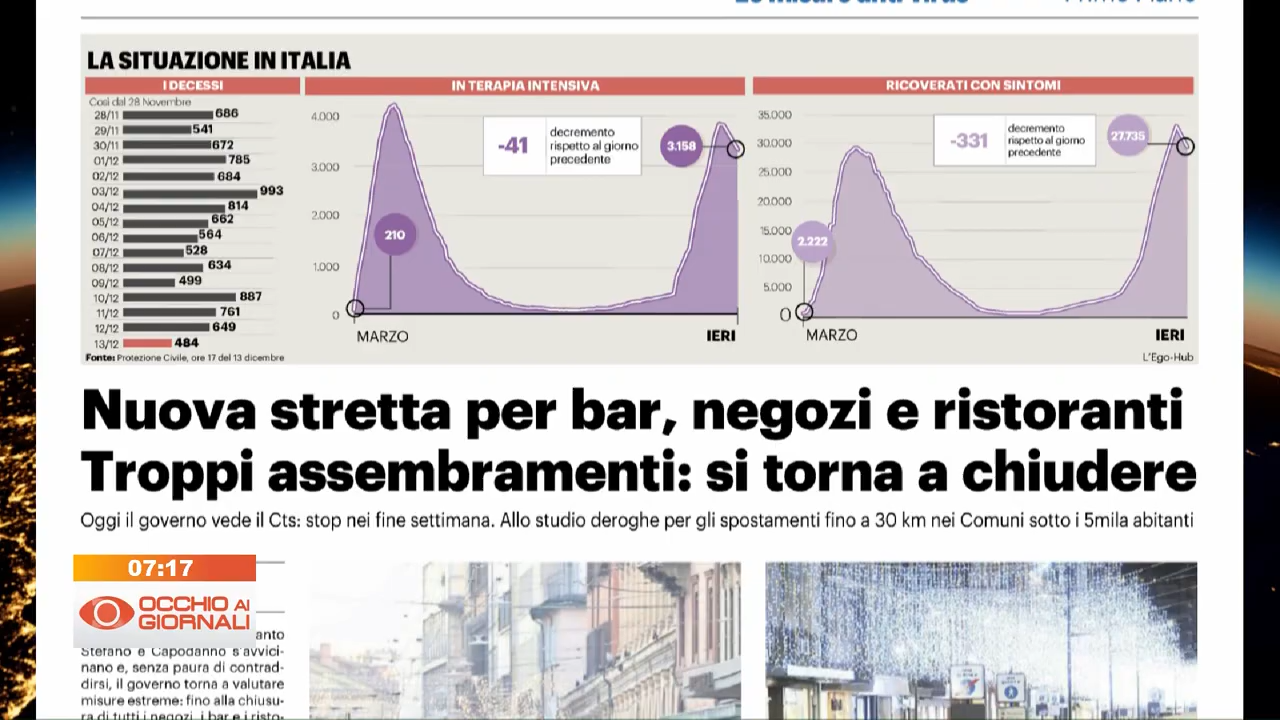 LA SITUAZIONE IN ITALIA
I DECESSI
Così dal 28 Novembre
28/11 686
29/11 541
30/11 672
01/12 785
02/12 684
03/12 993
04/12 814
05/12 662
06/12 564
07/12 528
08/12 634
09/12 499
10/12 887
11/12 761
12/12 649
13/12 484
Fonte: Protezione Civile, ore 17 del 13 dicembre
IN TERAPIA INTENSIVA
4.000
3.000
2.000
1.000
0
-41
decremento
rispetto al giorno
precedente
3.158
210
MARZO
IERI
RICOVERATI CON SINTOMI
35.000
30.000
25.000
20.000
15.000
10.000
5.000
0
-331
decremento
rispetto al giorno
precedente
27.735
2.222
MARZO
IERI
L'Ego-Hub
Nuova stretta per bar, negozi e ristoranti
Troppi assembramenti: si torna a chiudere
Oggi il governo vede il Cts: stop nei fine settimana. Allo studio deroghe per gli spostamenti fino a 30 km nei Comuni sotto i 5mila abitanti
07:17
OCCHIO AI
GIORNALI
anto
Stefano e Capodanno s'avvici-
nano e, senza paura di contrad-
dirsi, il governo torna a valutare
misure estreme: fino alla chiusu-
ra di tutti i negozi, i bar e i risto-